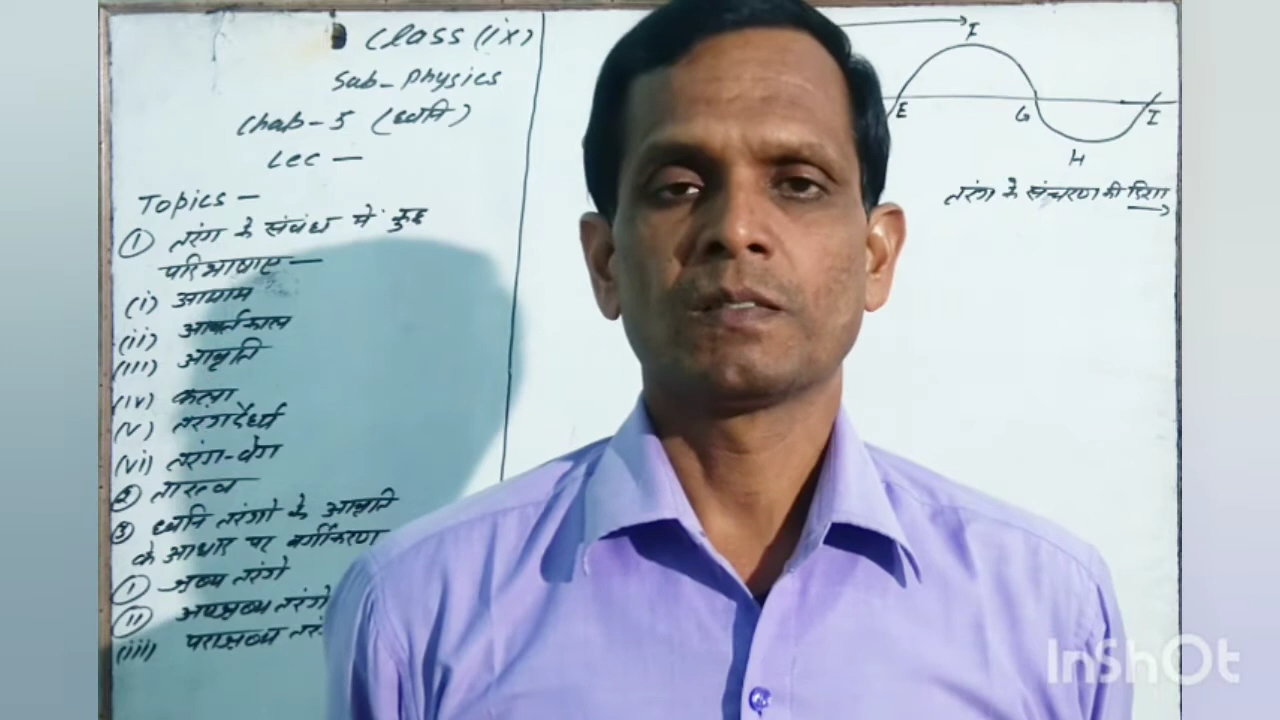 Class (ix)
Sub-Physics
Chab-5 (ध्वनि)
Lec —
Topics —
① तरंग के संबंध में कुछ
परिभाषाए —
(i) आयाम
(ii) आवर्तकाल
(iii) आवृति
(iv) कला
(v) तरंगदैर्ध्य
(vi) तरंग-वेग
② तारत्व
③ ध्वनि तरंगो के आवृति
के आधार पर वर्गीकरण
① श्रव्य तरंगे
(ii) अपश्रव्य तरंगे
(iii) पराश्रव्य
F
E
G
I
H
तरंग के संचरण की दिशा
InShOt